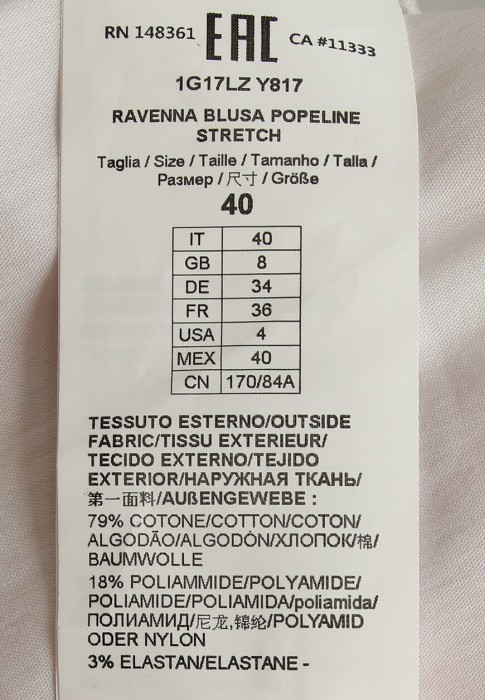 RN 148361 EAC CA #11333
1G17LZ Y817
RAVENNA BLUSA POPELINE
STRETCH
Taglia / Size / Taille / Tamanho / Talla /
Размер / 尺寸 / Größe
40
IT 40
GB 8
DE 34
FR 36
USA 4
MEX 40
CN 170/84A
TESSUTO ESTERNO/OUTSIDE
FABRIC/TISSU EXTERIEUR/
TECIDO EXTERNO/TEJIDO
EXTERIOR/НАРУЖНАЯ ТКАНЬ/
第一面料/AUßENGEWEBE :
79% COTONE/COTTON/COTON/
ALGODÃO/ALGODÓN/ХЛОПОК/棉/
BAUMWOLLE
18% POLIAMMIDE/POLYAMIDE/
POLIAMIDE/POLIAMIDA/poliamida/
ПОЛИАМИД/尼龙,锦纶/POLYAMID
ODER NYLON
3% ELASTAN/ELASTANE -